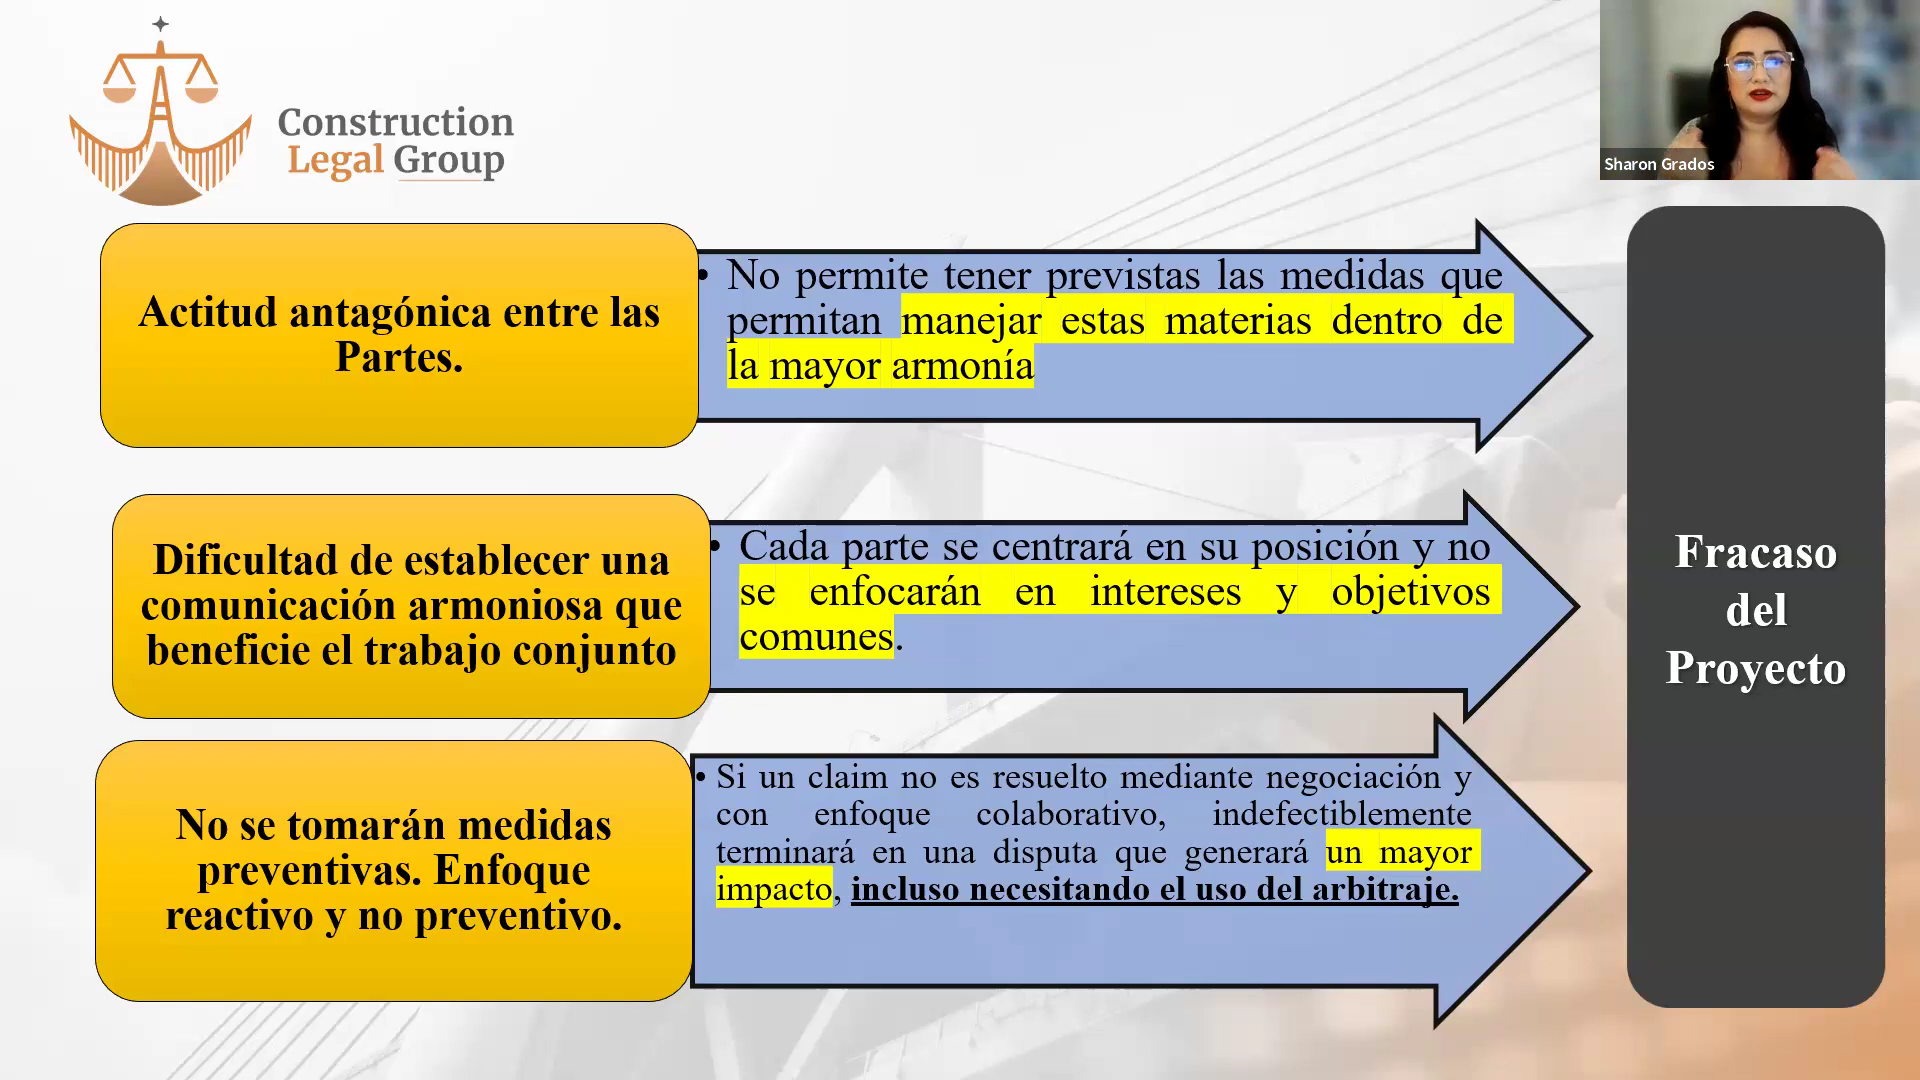 Construction
Legal Group
Sharon Grados
Actitud antagónica entre las
Partes.
• No permite tener previstas las medidas que
permitan manejar estas materias dentro de
la mayor armonía
Dificultad de establecer una
comunicación armoniosa que
beneficie el trabajo conjunto
• Cada parte se centrará en su posición y no
se enfocarán en intereses y objetivos
comunes.
No se tomarán medidas
preventivas. Enfoque
reactivo y no preventivo.
• Si un claim no es resuelto mediante negociación y
con enfoque colaborativo, indefectiblemente
terminará en una disputa que generará un mayor
impacto, incluso necesitando el uso del arbitraje.
Fracaso
del
Proyecto